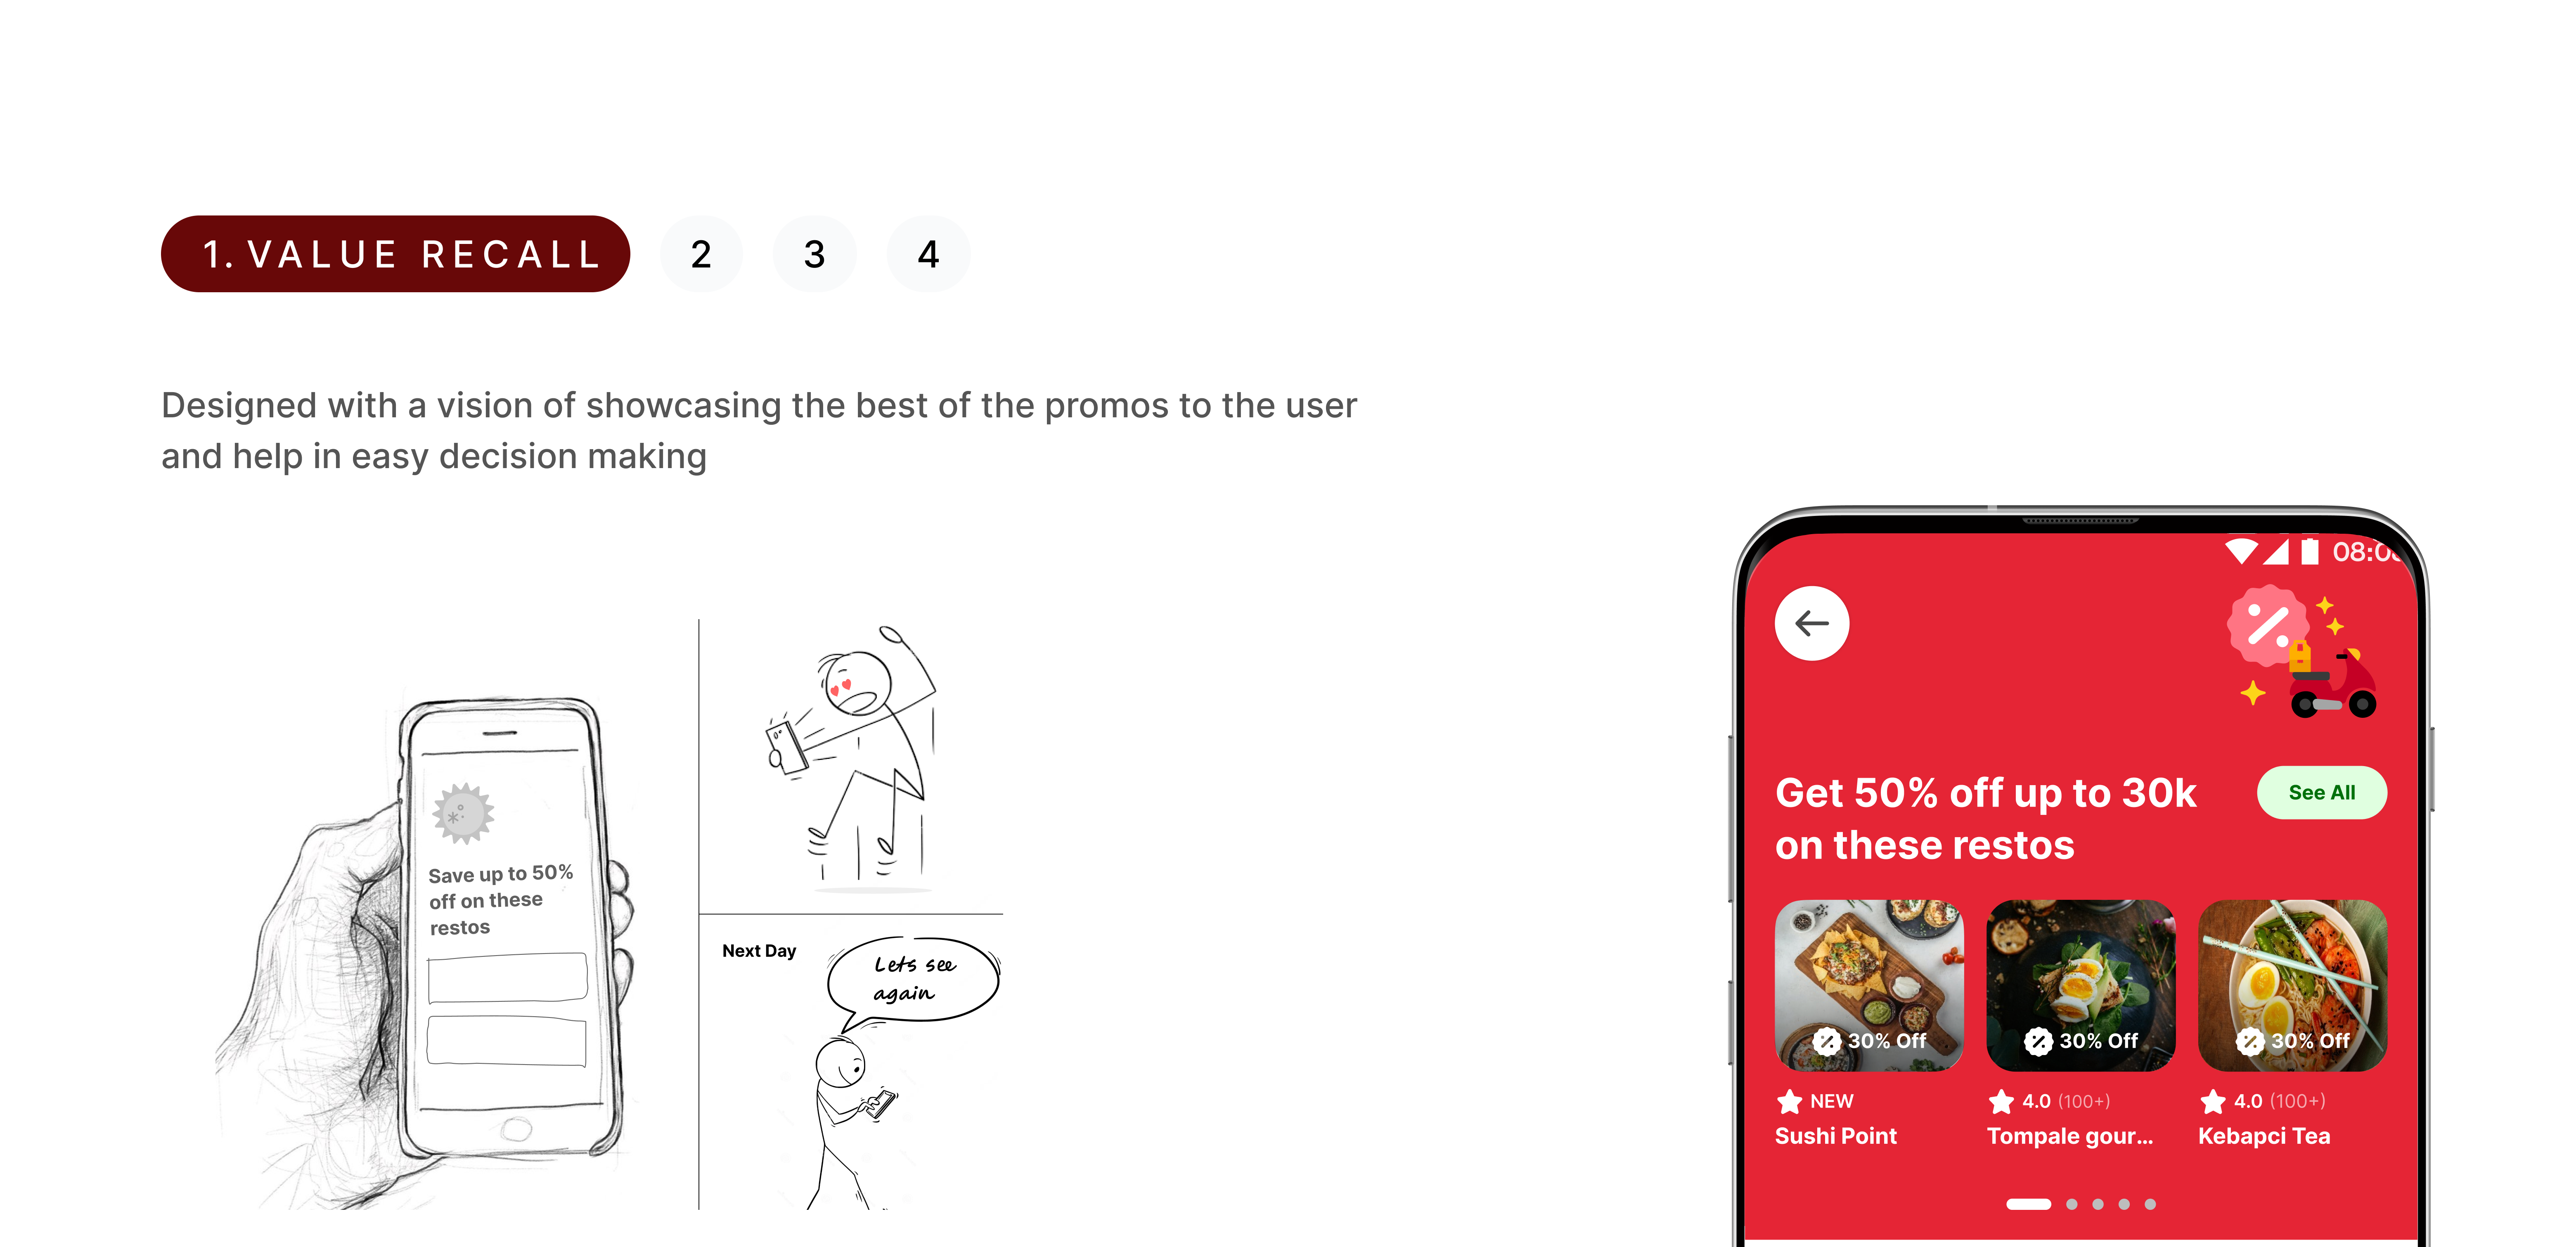 1. VALUE RECALL
2
3
4
Designed with a vision of showcasing the best of the promos to the user
and help in easy decision making
Save up to 50%
off on these
restos
Next Day
Lets see
again
Get 50% off up to 30k
on these restos
See All
30% Off
30% Off
30% Off
NEW
4.0 (100+)
4.0 (100+)
Sushi Point
Tompale gour...
Kebapci Tea